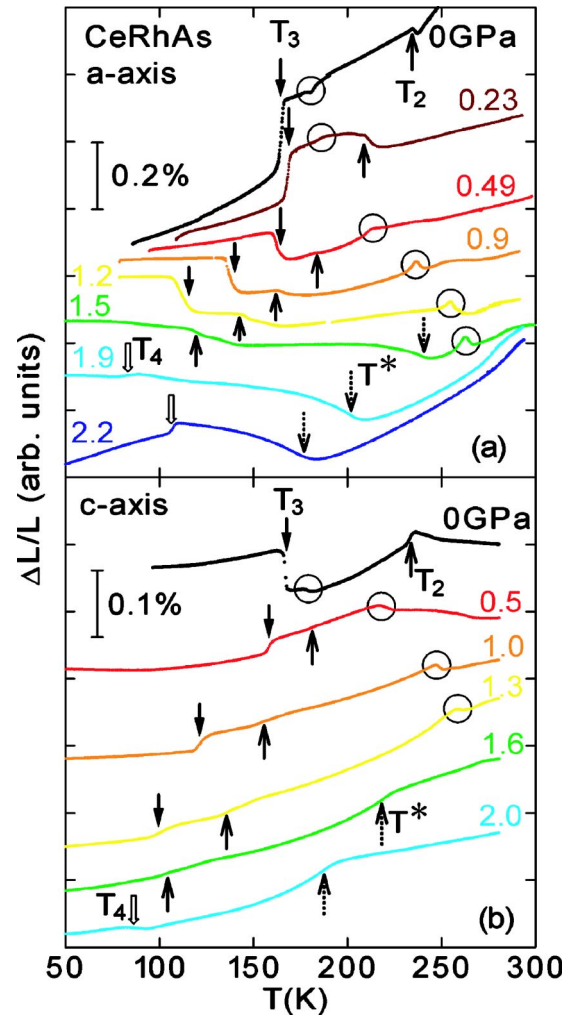 CeRhAs
a-axis
T3
0GPa
T2
0.23
0.2%
0.49
0.9
1.2
1.5
T*
1.9
T4
2.2
(a)
ΔL/L (arb. units)
c-axis
T3
0GPa
T2
0.1%
0.5
1.0
1.3
1.6
T*
2.0
T4
(b)
50 100 150 200 250 300
T(K)